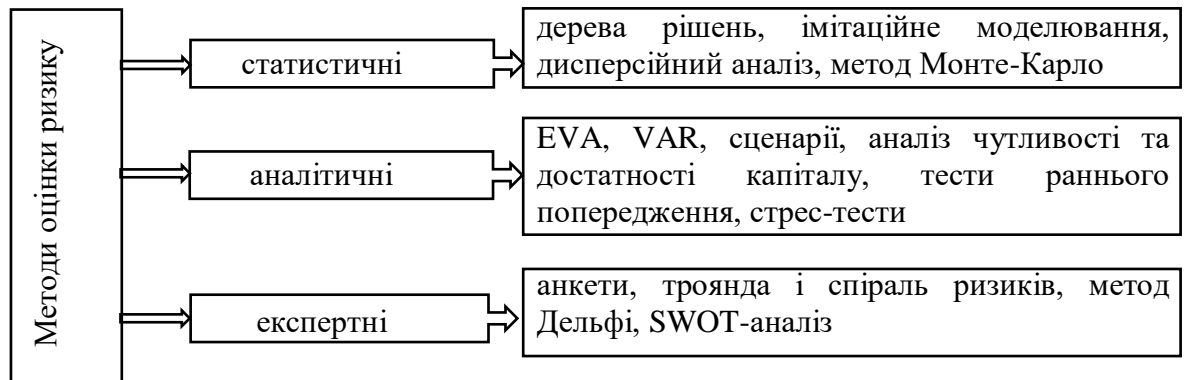 Методи оцінки ризику
статистичні
дерева рішень, імітаційне моделювання,
дисперсійний аналіз, метод Монте-Карло
аналітичні
EVA, VAR, сценарії, аналіз чутливості та
достатності капіталу, тести раннього
попередження, стрес-тести
експертні
анкети, троянда і спіраль ризиків, метод
Дельфі, SWOT-аналіз